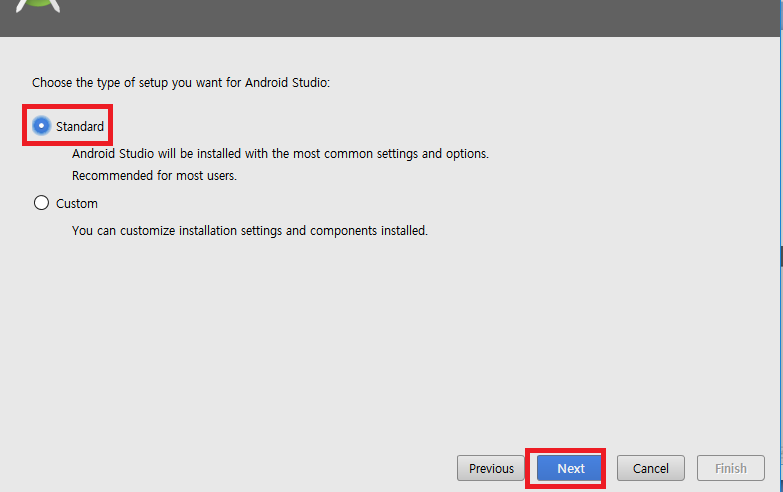 Choose the type of setup you want for Android Studio:
Standard
Android Studio will be installed with the most common settings and options.
Recommended for most users.
Custom
You can customize installation settings and components installed.
Previous Next Cancel Finish